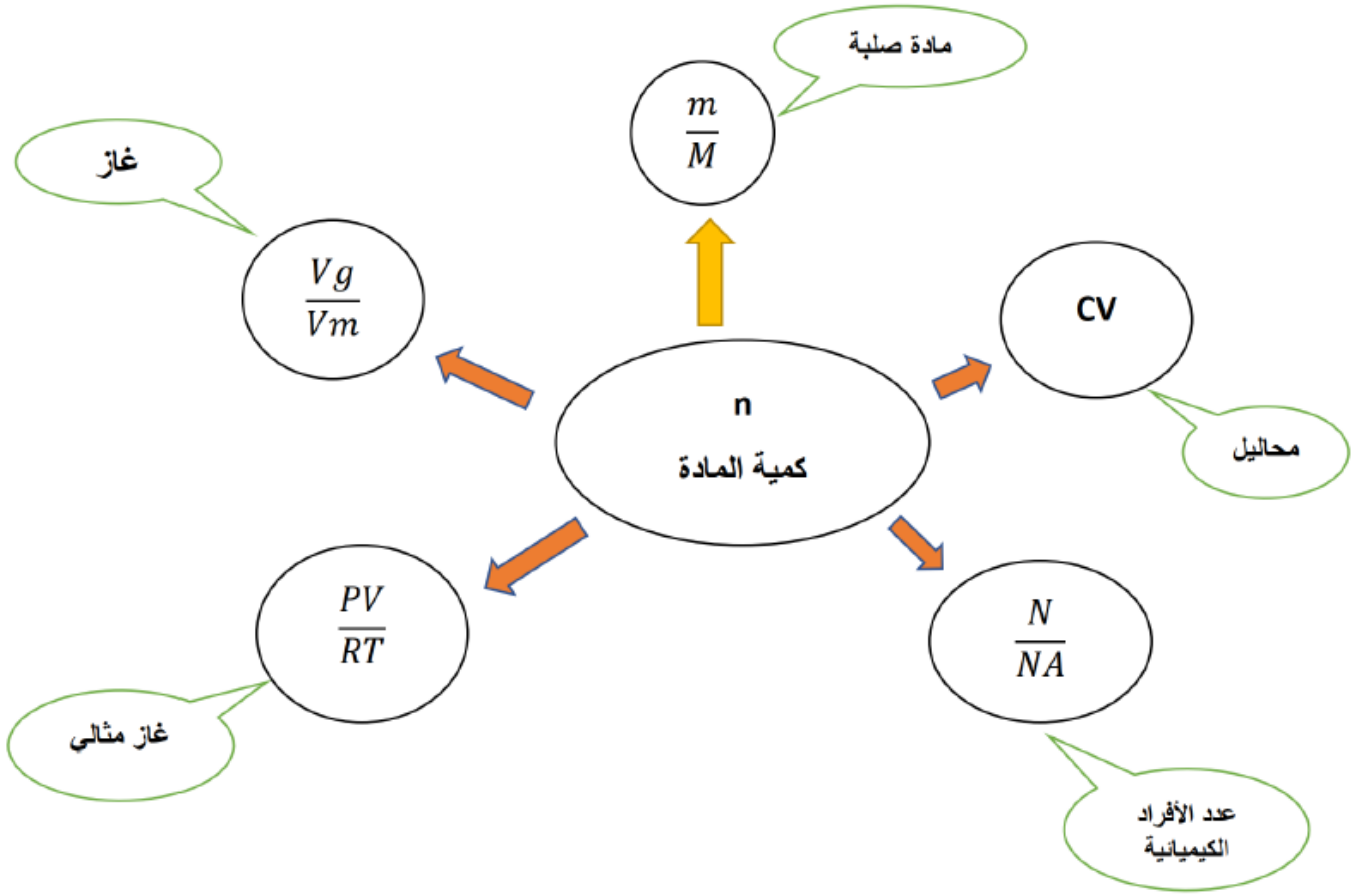 مادة صلبة
m
M
غاز
Vg
Vm
CV
محاليل
n
كمية المادة
PV
RT
غاز مثالي
N
NA
عدد الأفراد
الكيميائية